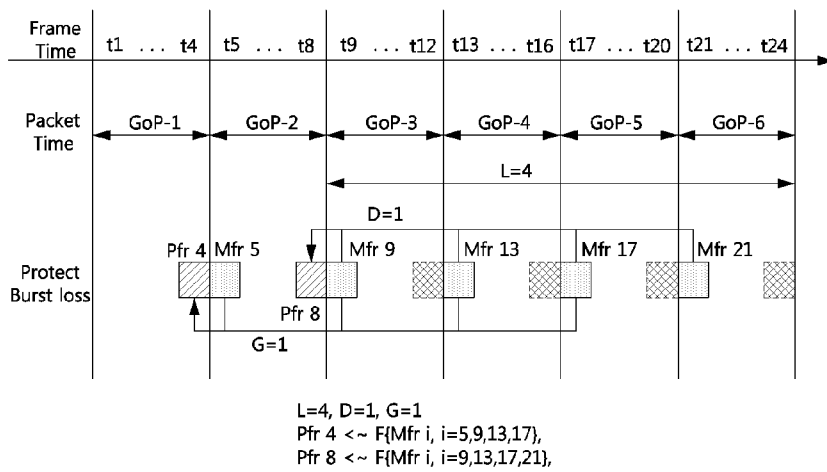 Frame Time
t1 ... t4 t5 ... t8 t9 ... t12 t13 ... t16 t17 ... t20 t21 ... t24
Packet Time
GoP-1 GoP-2 GoP-3 GoP-4 GoP-5 GoP-6
L=4
D=1
Pfr 4 Mfr 5 Mfr 9 Mfr 13 Mfr 17 Mfr 21
Protect Burst loss
Pfr 8
G=1
L=4, D=1, G=1
Pfr 4 <~ F{Mfr i, i=5,9,13,17},
Pfr 8 <~ F{Mfr i, i=9,13,17,21},